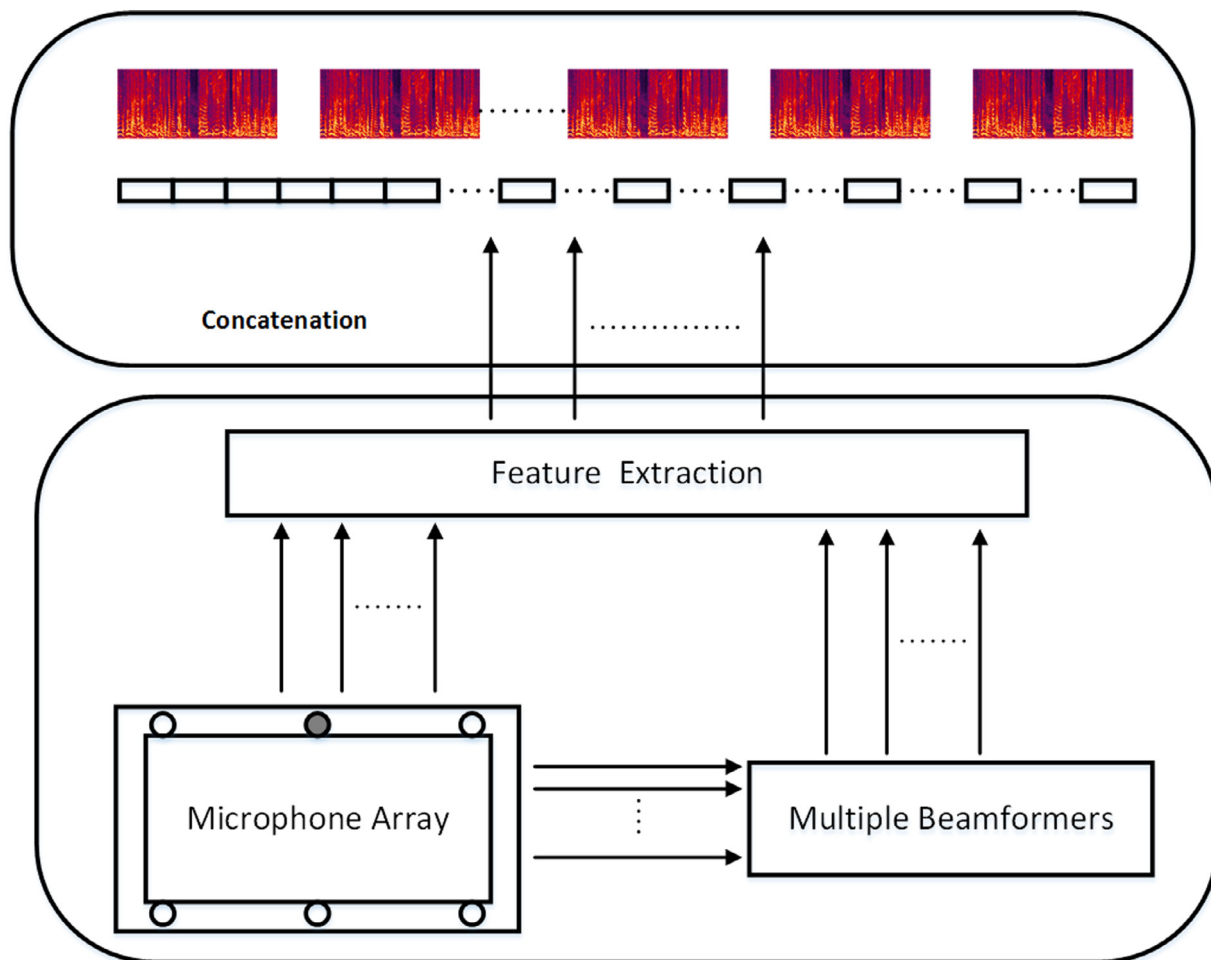 Concatenation
Feature Extraction
Microphone Array
Multiple Beamformers